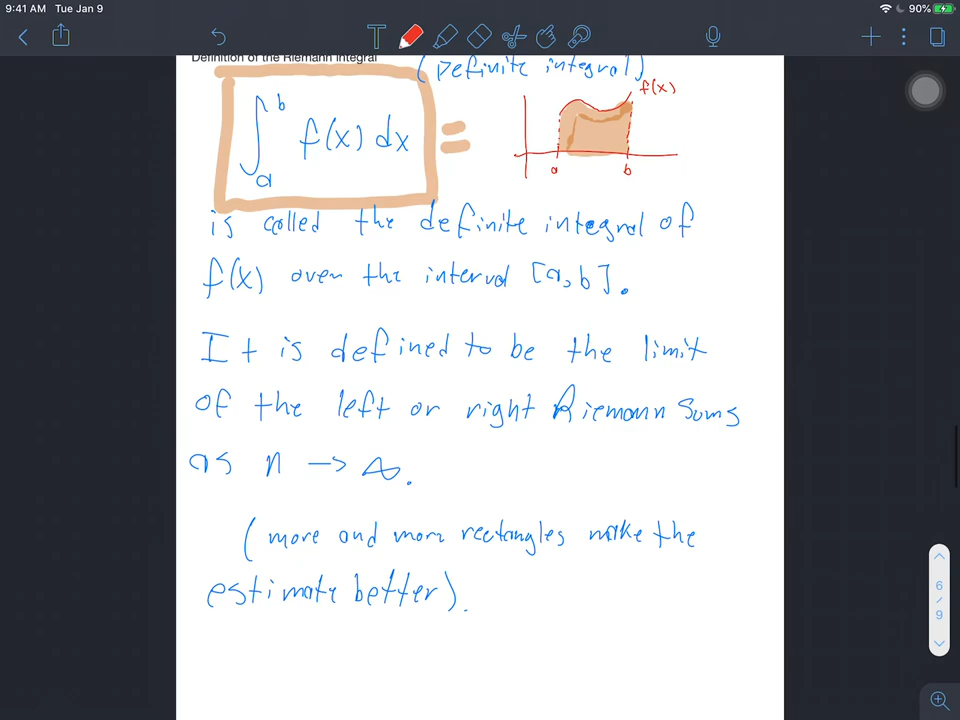 9:41 AM Tue Jan 9
90%
Definition of the Riemann Integral
(Definite integral)
∫_a^b f(x) dx =
f(x)
a b
is called the definite integral of
f(x) over the interval [a,b].
It is defined to be the limit
of the left or right Riemann Sums
as n → ∞.
(more and more rectangles make the
estimate better).
6
/
9